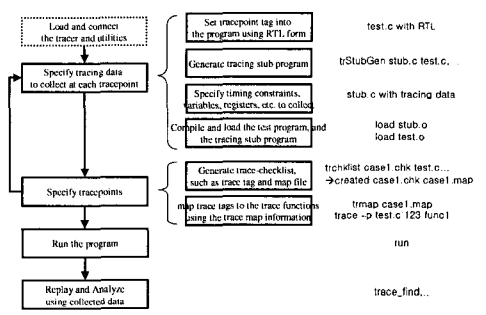 Load and connect
the tracer and utilities
Specify tracing data
to collect at each tracepoint
Specify tracepoints
Run the program
Replay and Analyze
using collected data
Set tracepoint tag into
the program using RTL form
Generate tracing stub program
Specify timing constraints,
variables, registers, etc. to collect
Compile and load the test program, and
the tracing stub program
Generate trace-checklist,
such as trace tag and map file
map trace tags to the trace functions
using the trace map information
test.c with RTL
trStubGen stub.c test.c,
stub.c with tracing data
load stub.o
load test.o
trchklist case1.chk test.c...
→created case1.chk case1.map
trmap case1.map
trace -p test.c'123 func1
run
trace_find,..